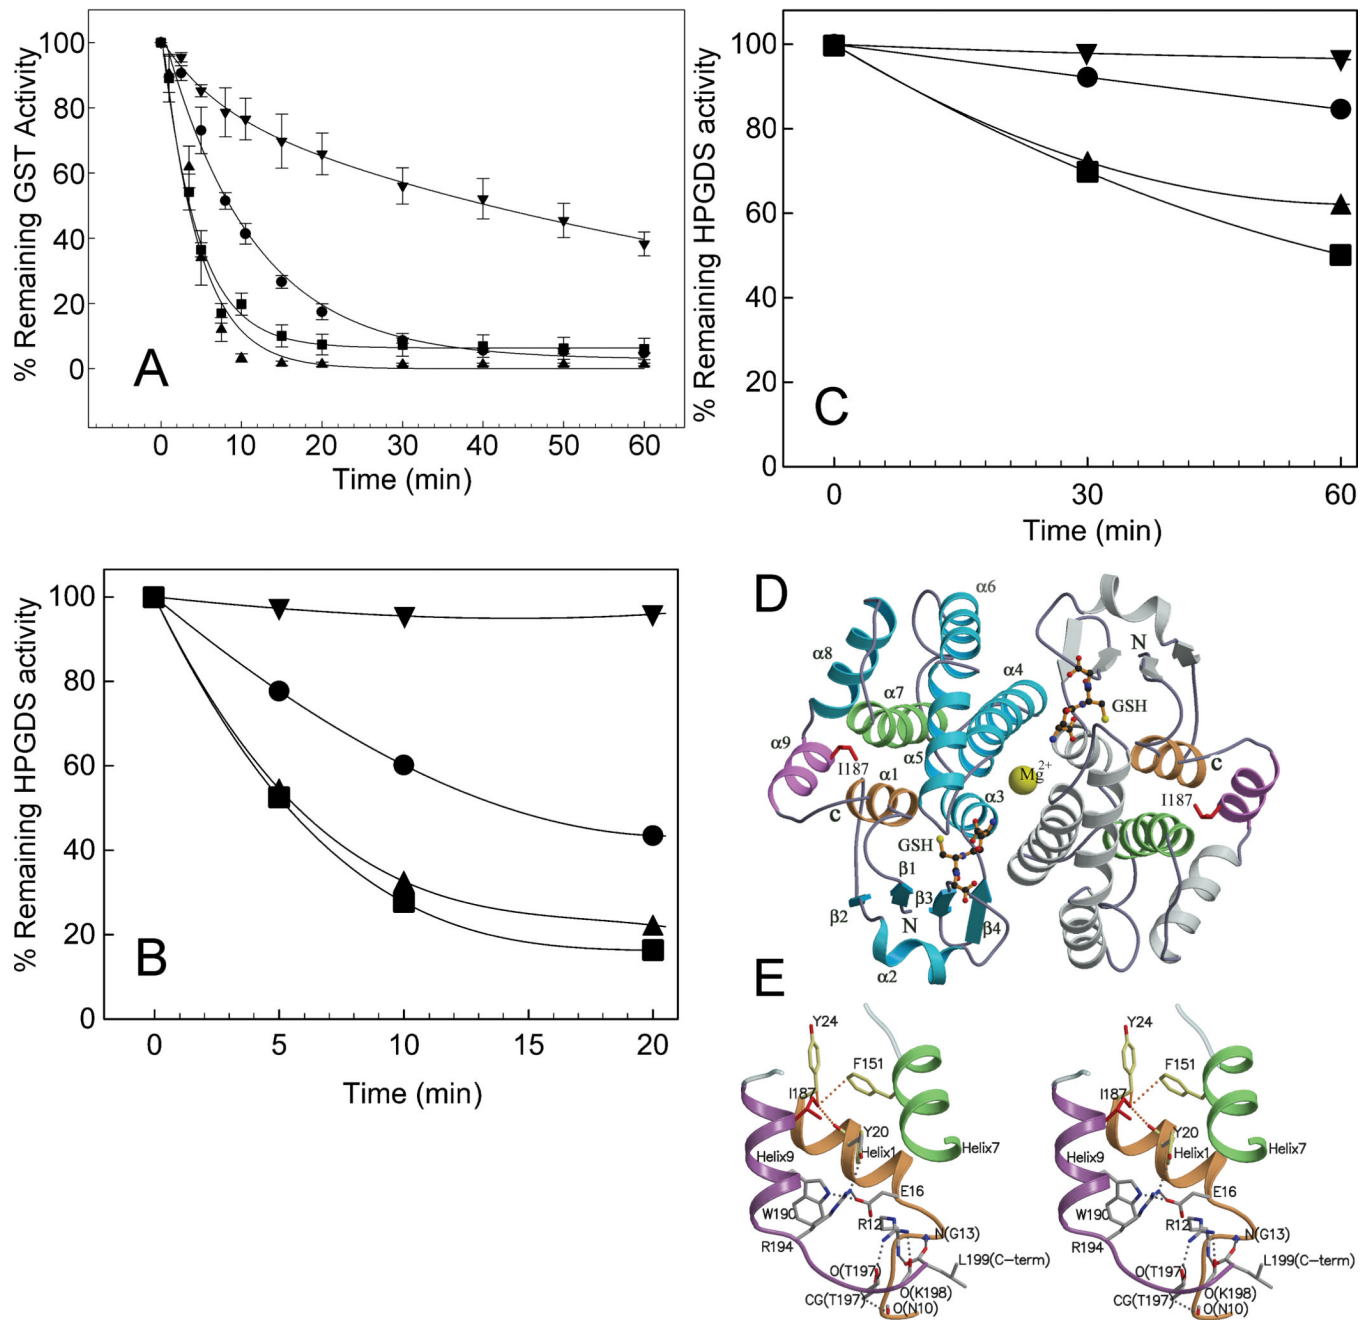 % Remaining GST Activity
100
80
60
40
20
0
A
0 10 20 30 40 50 60
Time (min)
% Remaining HPGDS activity
100
80
60
40
20
0
C
0 30 60
Time (min)
% Remaining HPGDS activity
100
80
60
40
20
0
B
0 5 10 15 20
Time (min)
D
α6
α8
α4
N
α7
GSH
α9
α5
I187
Mg2+
C
α1
α3
I187
C
GSH
β1
β2
β3
N
β4
α2
E
Y24
F151
I187
Y20
Helix9
Helix1
Helix7
E16
W190
R12
R194
N(G13)
O(T197)
L199(C-term)
O(K198)
CG(T197)
O(N10)
Y24
F151
I187
Y20
Helix9
Helix1
Helix7
E16
W190
R12
R194
N(G13)
O(T197)
L199(C-term)
O(K198)
CG(T197)
O(N10)